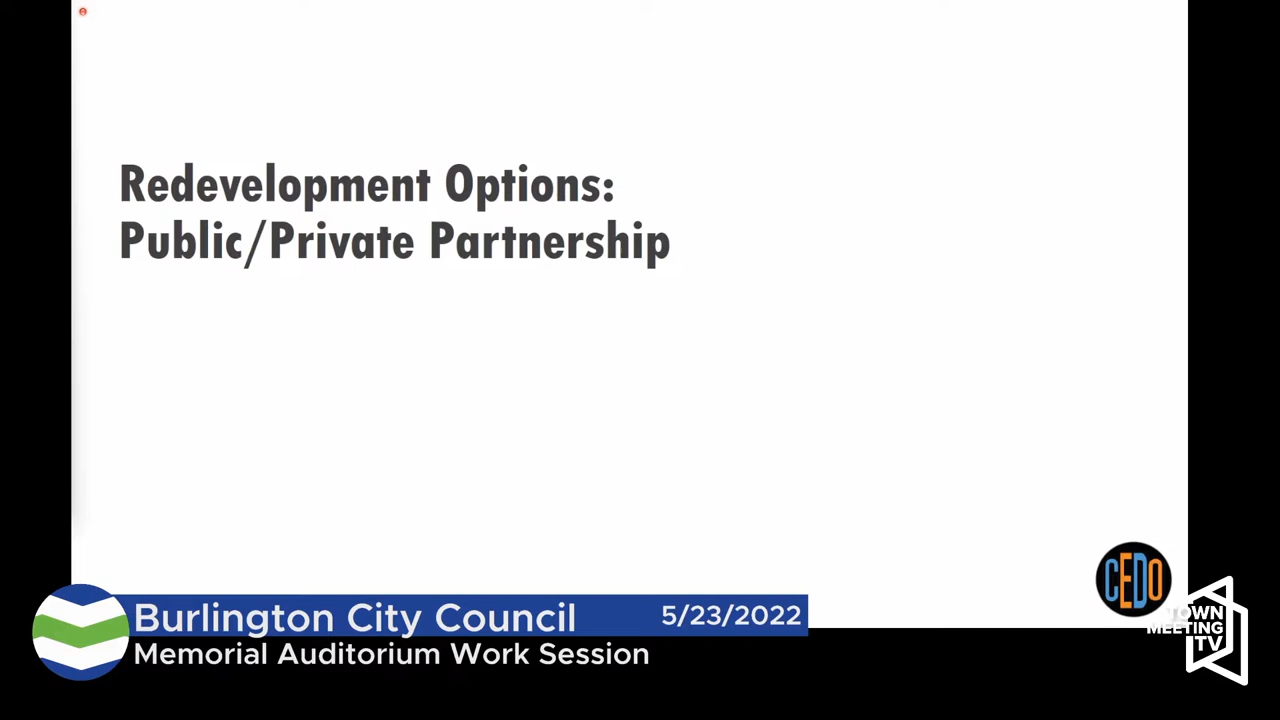 Redevelopment Options:
Public/Private Partnership
CEDO
Burlington City Council 5/23/2022
Memorial Auditorium Work Session
TOWN
MEETING
TV